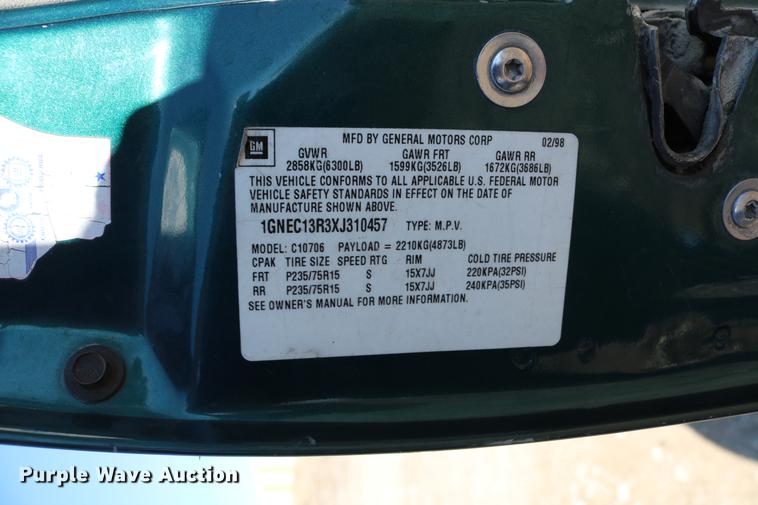 GM
MFD BY GENERAL MOTORS CORP 02/98
GVWR GAWR FRT GAWR RR
2858KG(6300LB) 1599KG(3526LB) 1672KG(3686LB)
THIS VEHICLE CONFORMS TO ALL APPLICABLE U.S. FEDERAL MOTOR
VEHICLE SAFETY STANDARDS IN EFFECT ON THE DATE OF
MANUFACTURE SHOWN ABOVE.
1GNEC13R3XJ310457 TYPE: M.P.V.
MODEL: C10706 PAYLOAD = 2210KG(4873LB)
CPAK TIRE SIZE SPEED RTG RIM COLD TIRE PRESSURE
FRT P235/75R15 S 15X7JJ 220KPA(32PSI)
RR P235/75R15 S 15X7JJ 240KPA(35PSI)
SEE OWNER'S MANUAL FOR MORE INFORMATION.
Purple Wave Auction